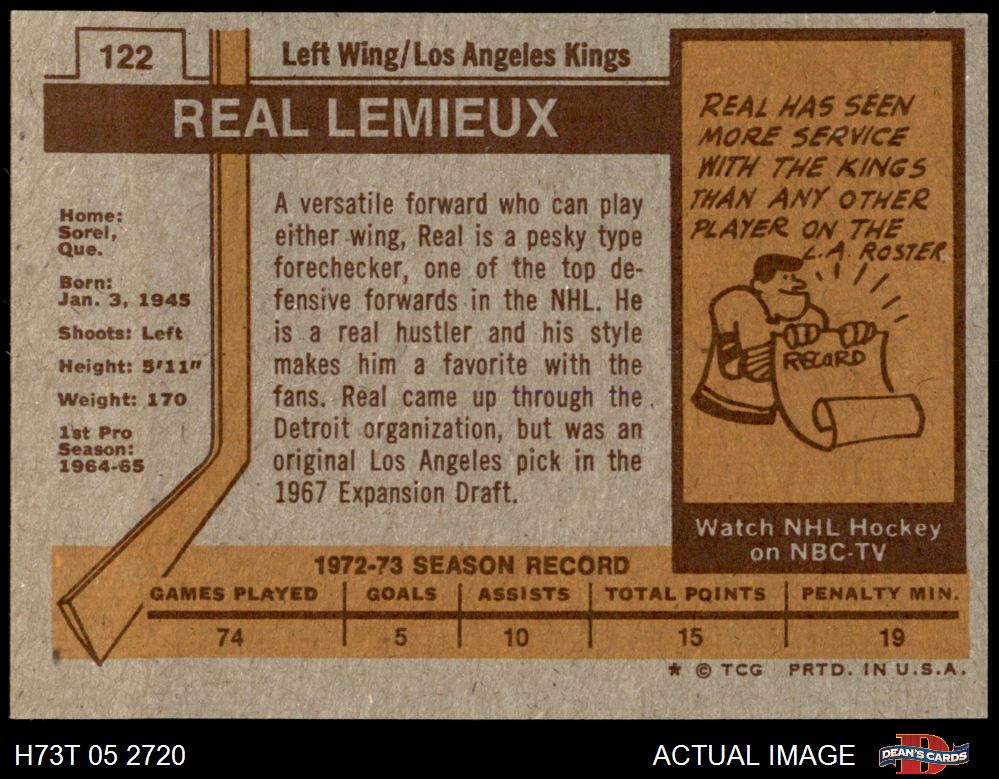 122
Left Wing/Los Angeles Kings
REAL LEMIEUX
Home:
Sorel,
Que.
Born:
Jan. 3, 1945
Shoots: Left
Height: 5'11"
Weight: 170
1st Pro
Season:
1964-65
A versatile forward who can play
either wing, Real is a pesky type
forechecker, one of the top de-
fensive forwards in the NHL. He
is a real hustler and his style
makes him a favorite with the
fans. Real came up through the
Detroit organization, but was an
original Los Angeles pick in the
1967 Expansion Draft.
REAL HAS SEEN
MORE SERVICE
WITH THE KINGS
THAN ANY OTHER
PLAYER ON THE
L.A. ROSTER.
RECORD
Watch NHL Hockey
on NBC-TV
1972-73 SEASON RECORD
GAMES PLAYED GOALS ASSISTS TOTAL POINTS PENALTY MIN.
74 5 10 15 19
* © TCG PRTD. IN U.S.A.
H73T 05 2720 ACTUAL IMAGE
DEAN'S CARDS